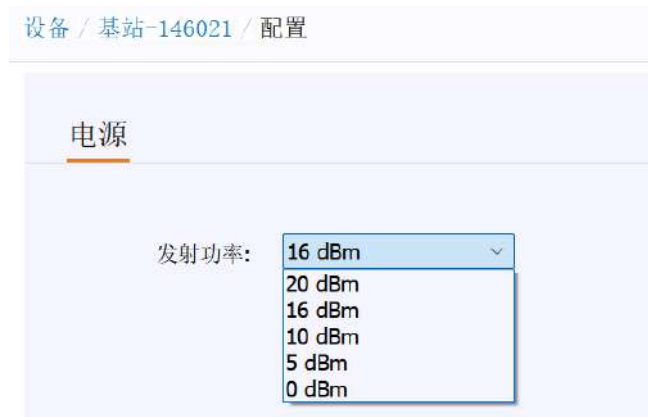 设备 / 基站-146021 / 配置
电源
发射功率: 16 dBm
20 dBm
16 dBm
10 dBm
5 dBm
0 dBm